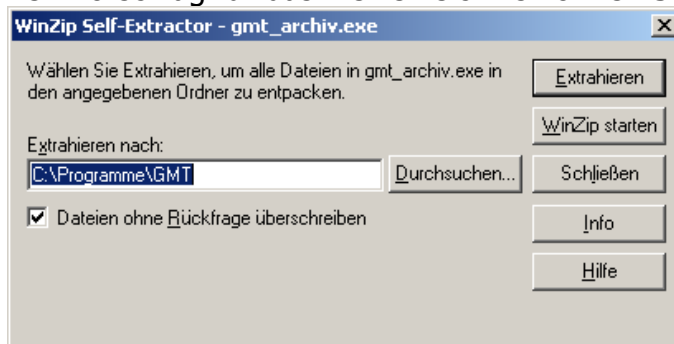 WinZip Self-Extractor - gmt_archiv.exe
Wählen Sie Extrahieren, um alle Dateien in gmt_archiv.exe in
den angegebenen Ordner zu entpacken.
Extrahieren nach:
C:\Programme\GMT
Durchsuchen...
Dateien ohne Rückfrage überschreiben
Extrahieren
WinZip starten
Schließen
Info
Hilfe